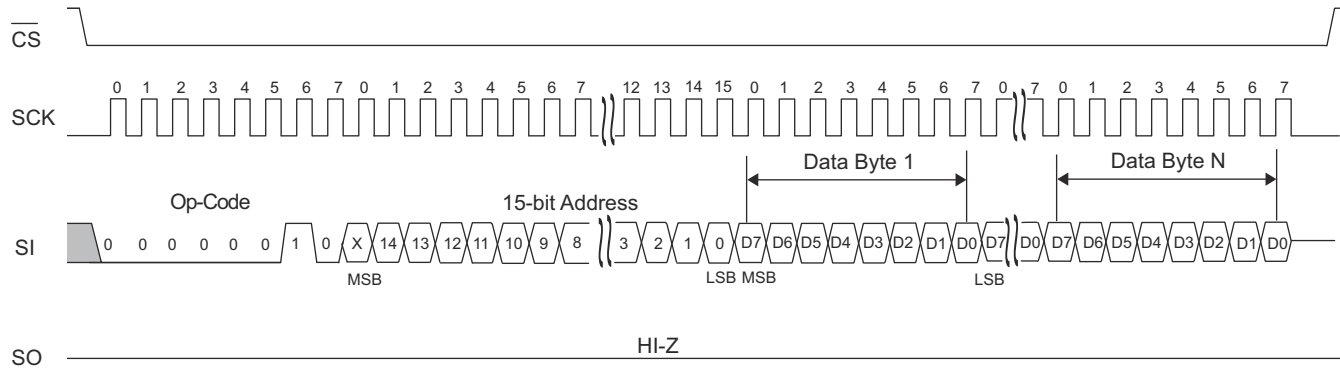 CS
0 1 2 3 4 5 6 7 0 1 2 3 4 5 6 7 12 13 14 15 0 1 2 3 4 5 6 7 0 7 0 1 2 3 4 5 6 7
SCK
Data Byte 1 Data Byte N
Op-Code 15-bit Address
SI 0 0 0 0 0 0 1 0 X 14 13 12 11 10 9 8 3 2 1 0 D7 D6 D5 D4 D3 D2 D1 D0 D7 D0 D7 D6 D5 D4 D3 D2 D1 D0
MSB LSB MSB LSB
HI-Z
SO